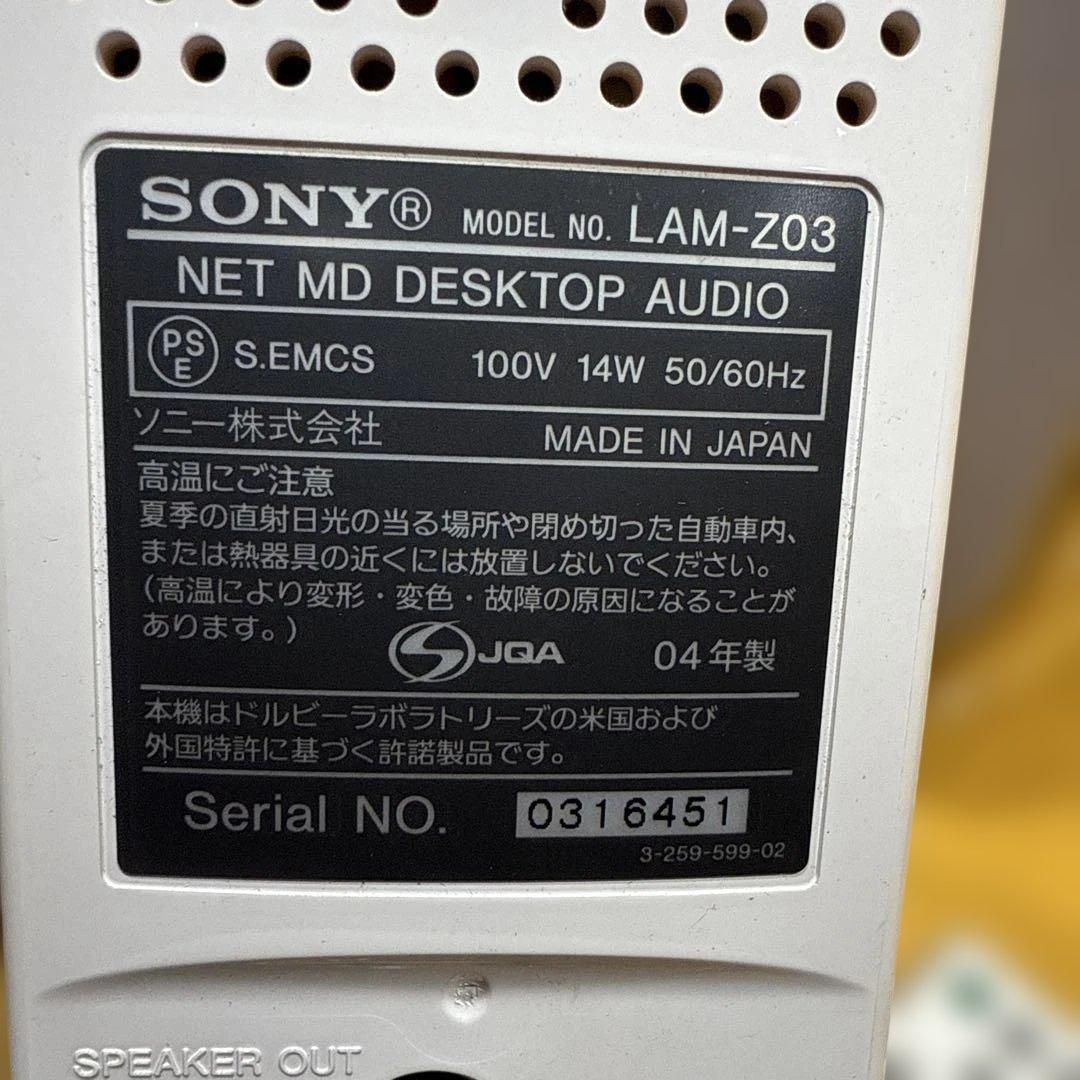 SONY® MODEL NO. LAM-Z03
NET MD DESKTOP AUDIO
PSE S.EMCS 100V 14W 50/60Hz
ソニー株式会社 MADE IN JAPAN
高温にご注意
夏季の直射日光の当る場所や閉め切った自動車内、
または熱器具の近くには放置しないでください。
(高温により変形・変色・故障の原因になることが
あります。)
S JQA 04年製
本機はドルビーラボラトリーズの米国および
外国特許に基づく許諾製品です。
Serial NO. 0316451
3-259-599-02
SPEAKER OUT